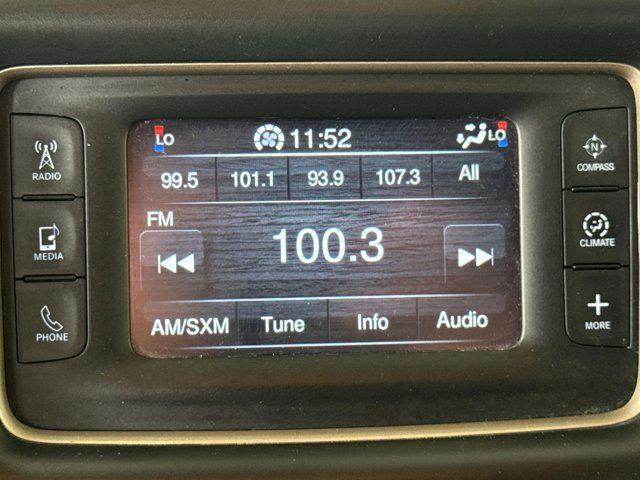 LO 11:52 LO
99.5 101.1 93.9 107.3 All
FM
100.3
AM/SXM Tune Info Audio
RADIO
MEDIA
PHONE
N
COMPASS
CLIMATE
MORE